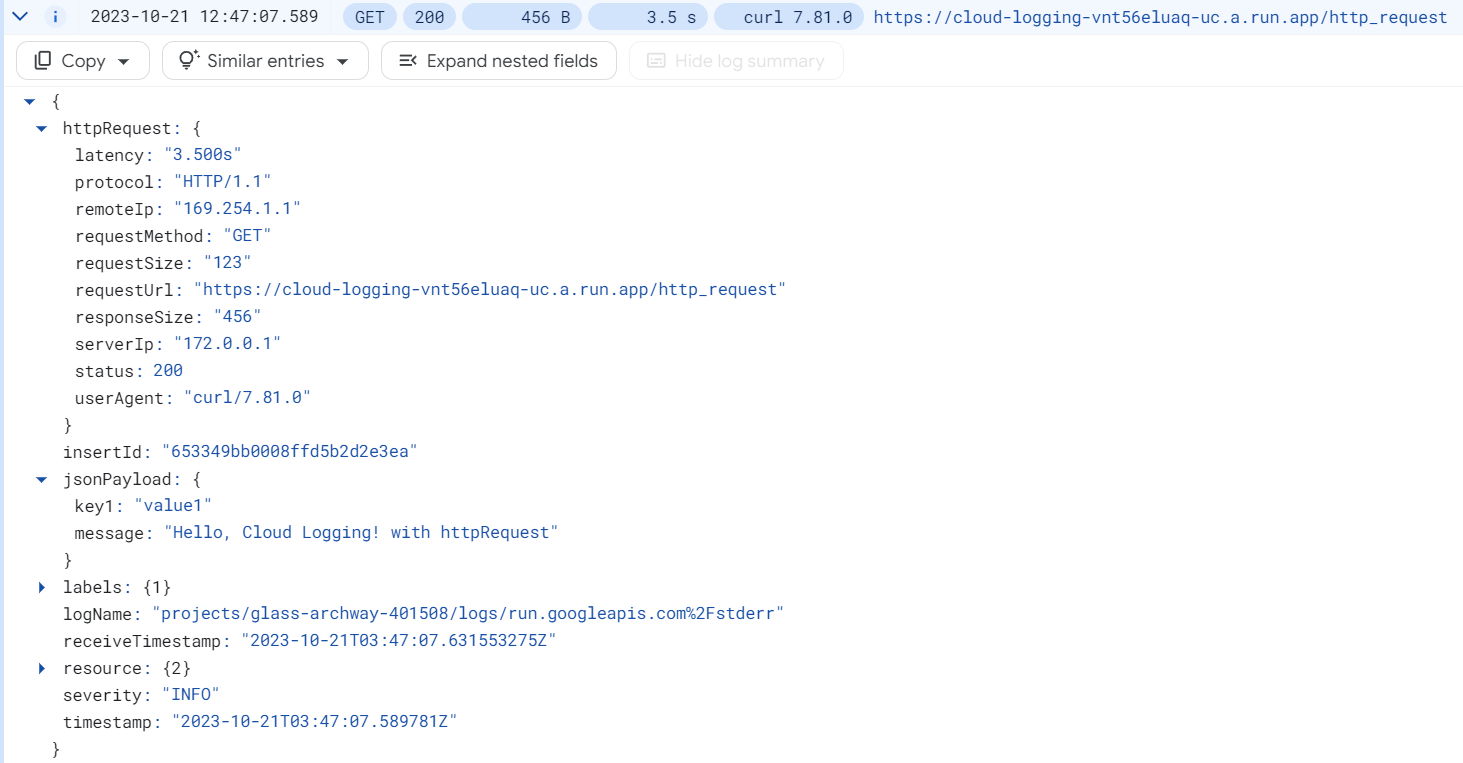 2023-10-21 12:47:07.589 GET 200 456 B 3.5 s curl 7.81.0 https://cloud-logging-vnt56eluaq-uc.a.run.app/http_request
Copy Similar entries Expand nested fields Hide log summary
{
httpRequest: {
latency: "3.500s"
protocol: "HTTP/1.1"
remoteIp: "169.254.1.1"
requestMethod: "GET"
requestSize: "123"
requestUrl: "https://cloud-logging-vnt56eluaq-uc.a.run.app/http_request"
responseSize: "456"
serverIp: "172.0.0.1"
status: 200
userAgent: "curl/7.81.0"
}
insertId: "653349bb0008ffd5b2d2e3ea"
jsonPayload: {
key1: "value1"
message: "Hello, Cloud Logging! with httpRequest"
}
labels: {1}
logName: "projects/glass-archway-401508/logs/run.googleapis.com%2Fstderr"
receiveTimestamp: "2023-10-21T03:47:07.631553275Z"
resource: {2}
severity: "INFO"
timestamp: "2023-10-21T03:47:07.589781Z"
}